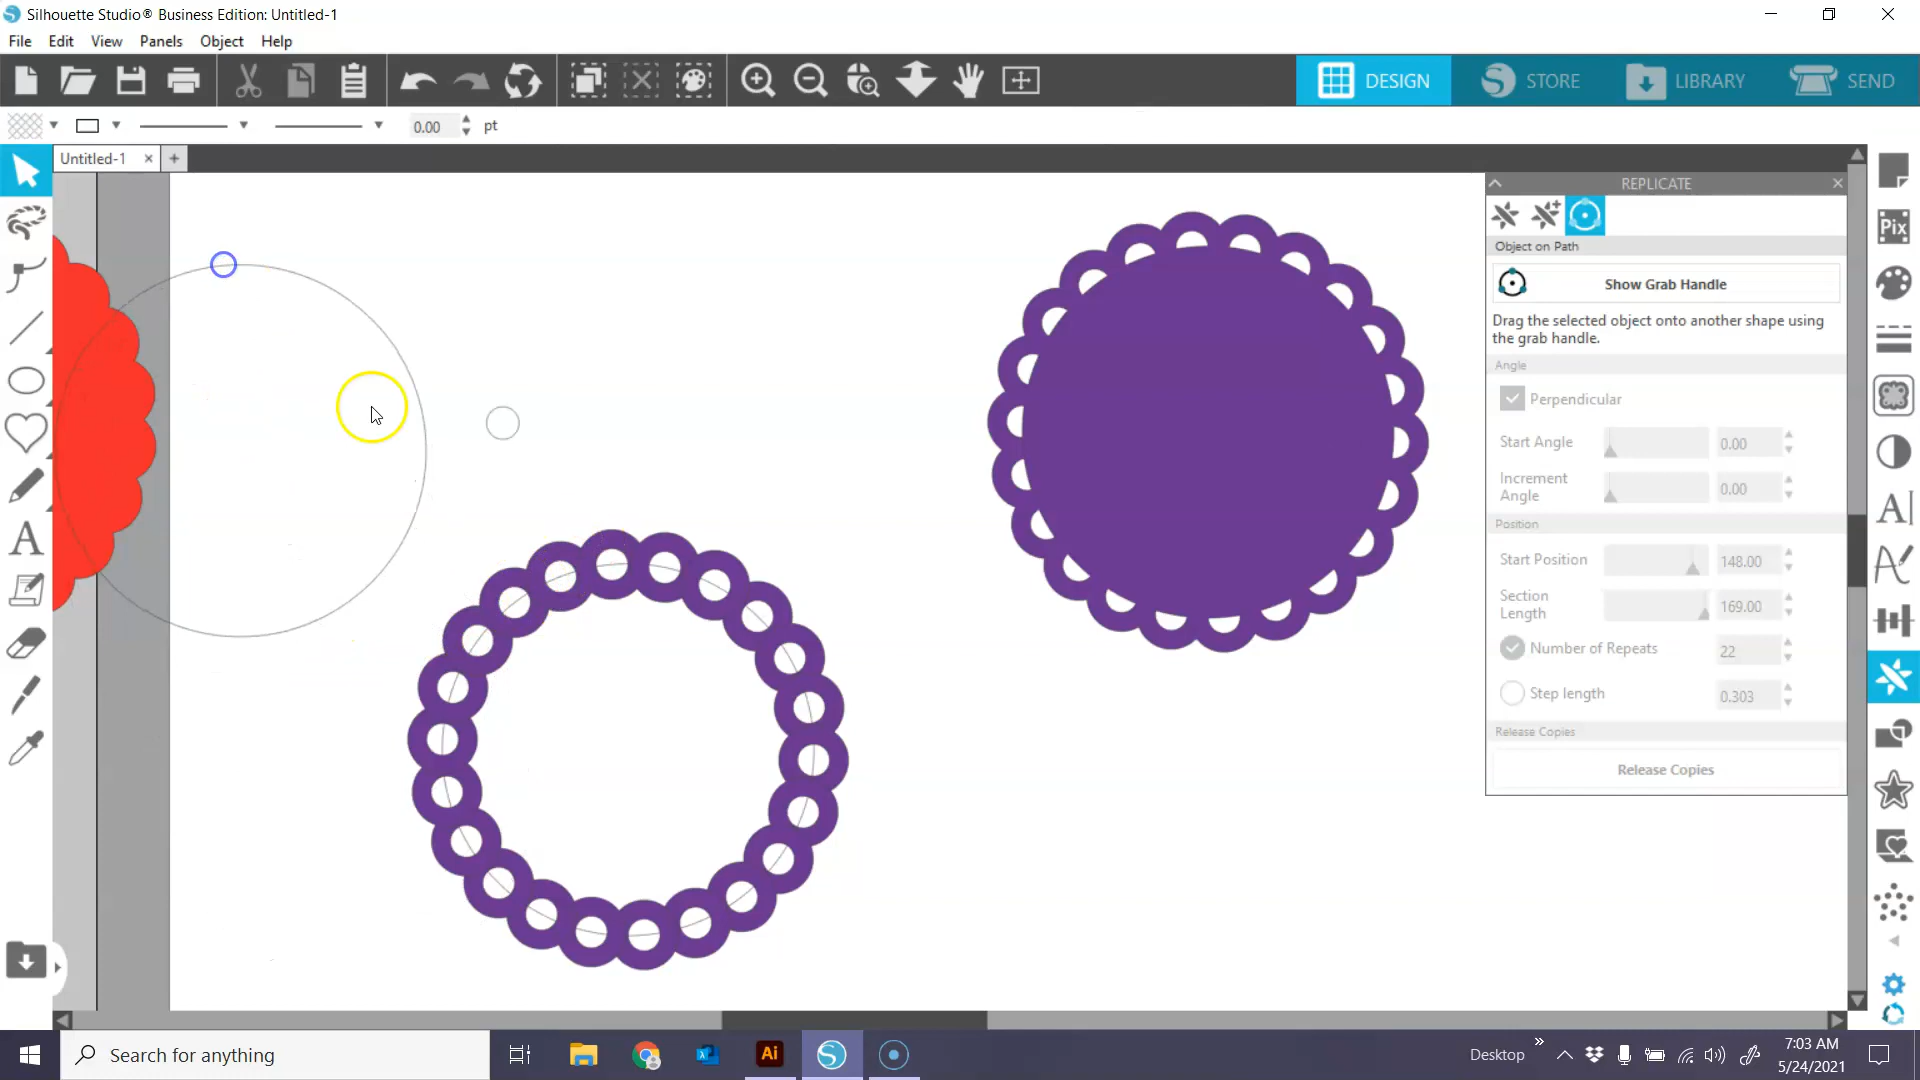 Silhouette Studio® Business Edition: Untitled-1
File Edit View Panels Object Help
DESIGN STORE LIBRARY SEND
0.00 pt
Untitled-1
REPLICATE
Pix
Object on Path
Show Grab Handle
Drag the selected object onto another shape using
the grab handle.
Angle
Perpendicular
Start Angle 0.00
Increment
Angle 0.00
Position
Start Position 148.00
Section
Length 169.00
Number of Repeats 22
Step length 0.303
Release Copies
Release Copies
Search for anything
Ai
Desktop
7:03 AM
5/24/2021